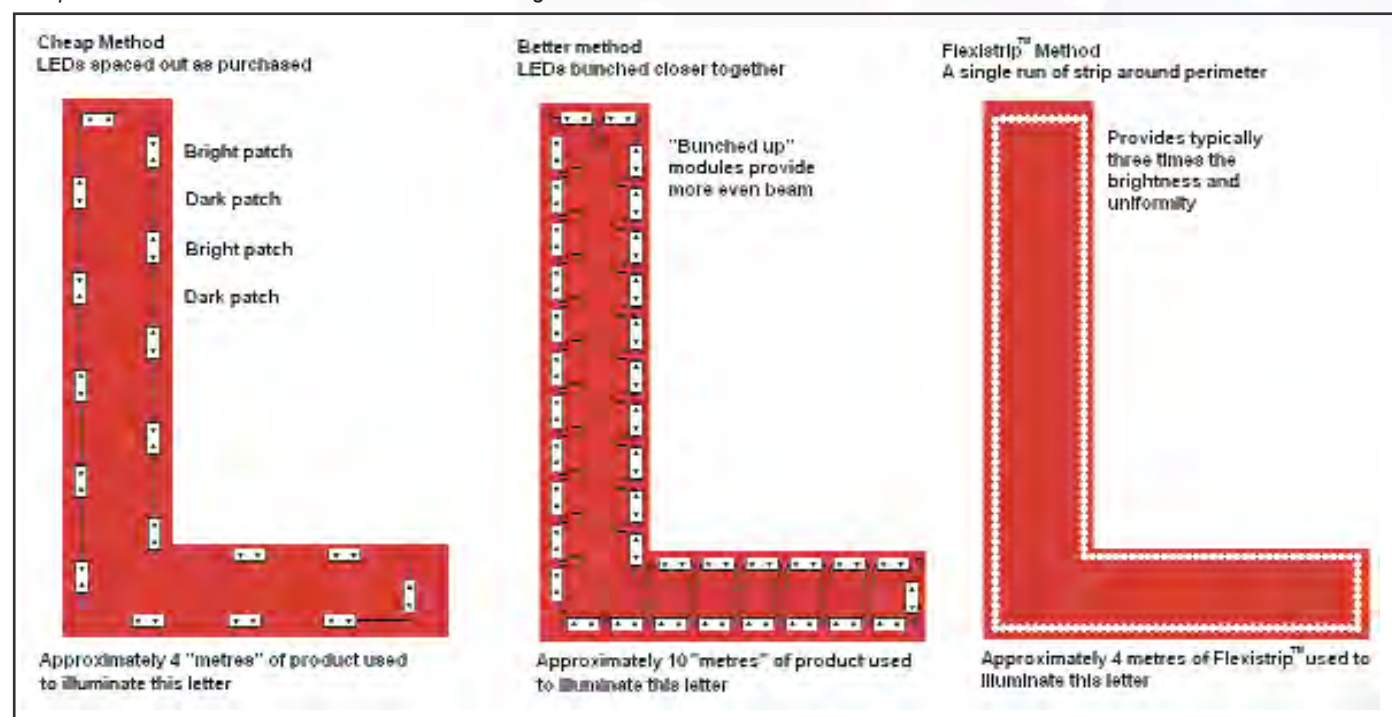 Cheap Method
LEDs spaced out as purchased
Bright patch
Dark patch
Bright patch
Dark patch
Approximately 4 "metres" of product used
to illuminate this letter
Better method
LEDs bunched closer together
"Bunched up"
modules provide
more even beam
Approximately 10 "metres" of product used
to illuminate this letter
Flexistrip™ Method
A single run of strip around perimeter
Provides typically
three times the
brightness and
uniformity
Approximately 4 metres of Flexistrip™ used to
illuminate this letter